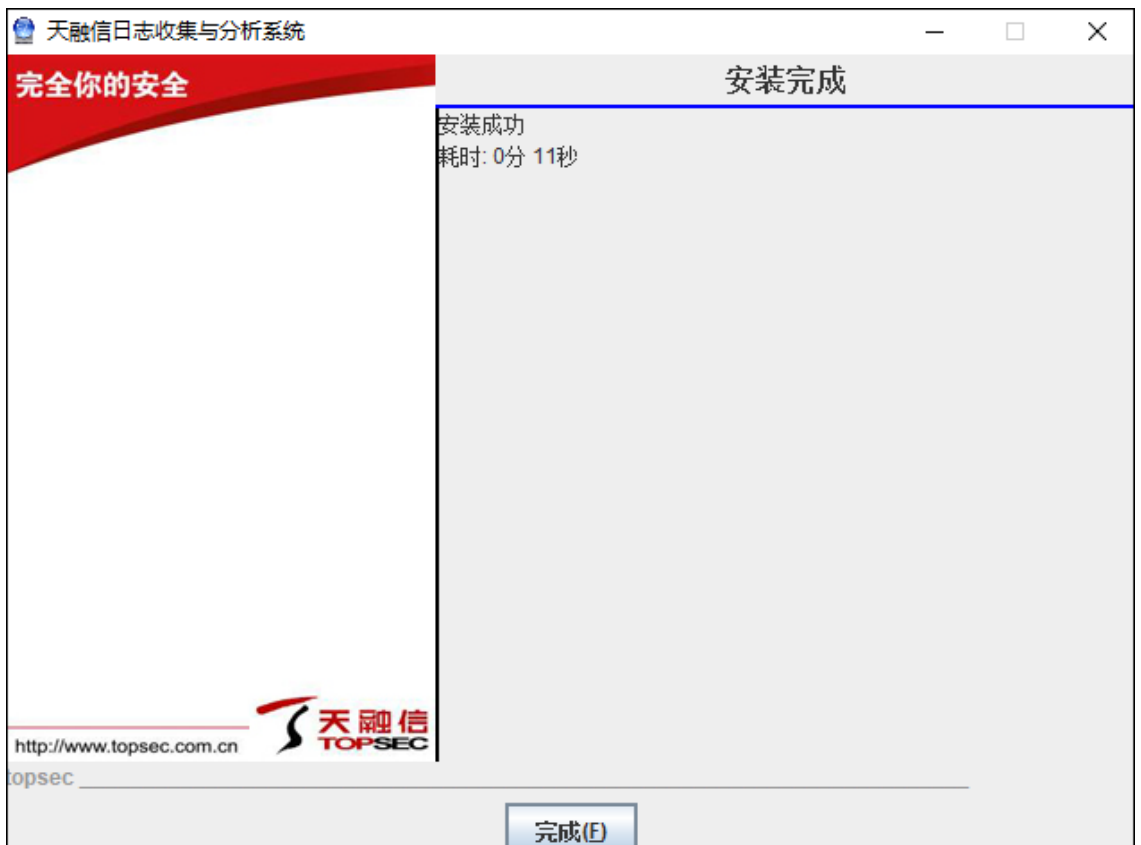 天融信日志收集与分析系统
完全你的安全
安装完成
安装成功
耗时: 0分 11秒
天融信
TOPSEC
http://www.topsec.com.cn
topsec
完成(F)